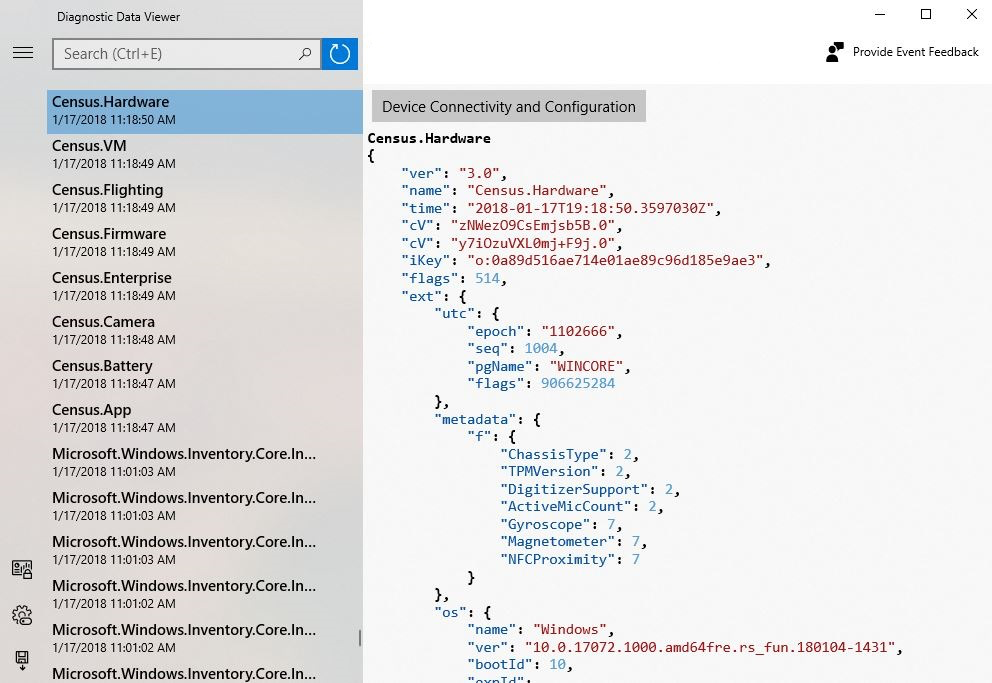 Diagnostic Data Viewer
Search (Ctrl+E)
Provide Event Feedback
Census.Hardware
1/17/2018 11:18:50 AM
Census.VM
1/17/2018 11:18:49 AM
Census.Flighting
1/17/2018 11:18:49 AM
Census.Firmware
1/17/2018 11:18:49 AM
Census.Enterprise
1/17/2018 11:18:49 AM
Census.Camera
1/17/2018 11:18:48 AM
Census.Battery
1/17/2018 11:18:47 AM
Census.App
1/17/2018 11:18:47 AM
Microsoft.Windows.Inventory.Core.In...
1/17/2018 11:01:03 AM
Microsoft.Windows.Inventory.Core.In...
1/17/2018 11:01:03 AM
Microsoft.Windows.Inventory.Core.In...
1/17/2018 11:01:03 AM
Microsoft.Windows.Inventory.Core.In...
1/17/2018 11:01:02 AM
Microsoft.Windows.Inventory.Core.In...
1/17/2018 11:01:02 AM
Microsoft.Windows.Inventory.Core.In...
Device Connectivity and Configuration
Census.Hardware
{
"ver": "3.0",
"name": "Census.Hardware",
"time": "2018-01-17T19:18:50.3597030Z",
"cV": "zNWezO9CsEmjsb5B.0",
"cV": "y7iOzuVXL0mj+F9j.0",
"iKey": "o:0a89d516ae714e01ae89c96d185e9ae3",
"flags": 514,
"ext": {
"utc": {
"epoch": "1102666",
"seq": 1004,
"pgName": "WINCORE",
"flags": 906625284
},
"metadata": {
"f": {
"ChassisType": 2,
"TPMVersion": 2,
"DigitizerSupport": 2,
"ActiveMicCount": 2,
"Gyroscope": 7,
"Magnetometer": 7,
"NFCProximity": 7
}
},
"os": {
"name": "Windows",
"ver": "10.0.17072.1000.amd64fre.rs_fun.180104-1431",
"bootId": 10,
"expId":